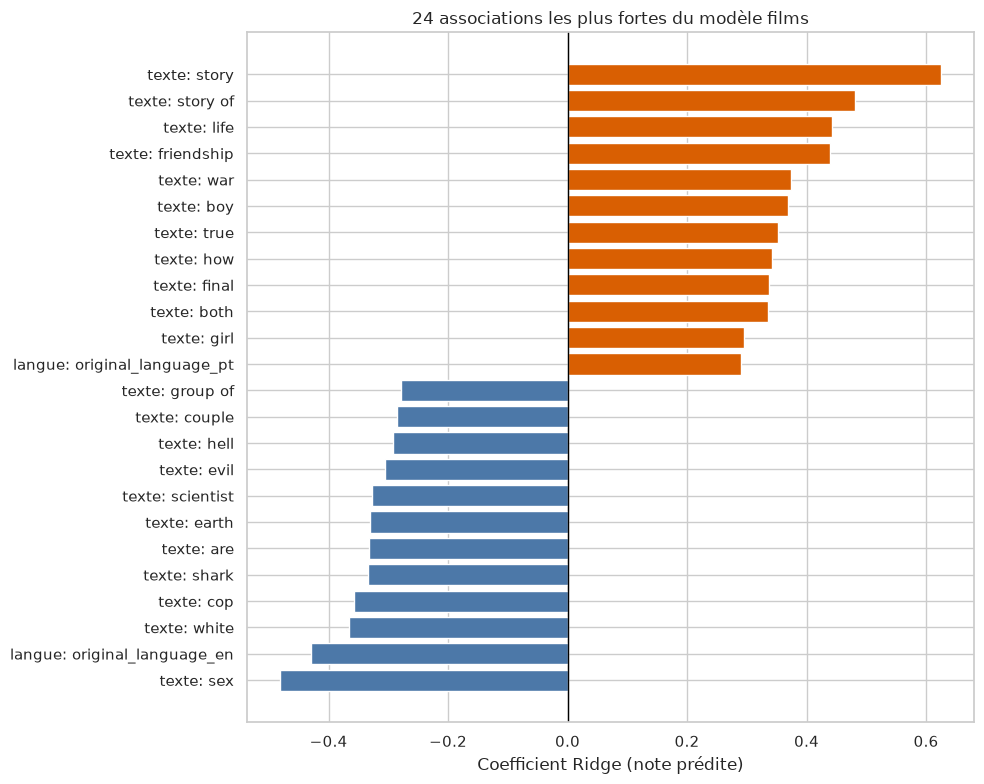 24 associations les plus fortes du modèle films
texte: story
texte: story of
texte: life
texte: friendship
texte: war
texte: boy
texte: true
texte: how
texte: final
texte: both
texte: girl
langue: original_language_pt
texte: group of
texte: couple
texte: hell
texte: evil
texte: scientist
texte: earth
texte: are
texte: shark
texte: cop
texte: white
langue: original_language_en
texte: sex
−0.4 −0.2 0.0 0.2 0.4 0.6
Coefficient Ridge (note prédite)